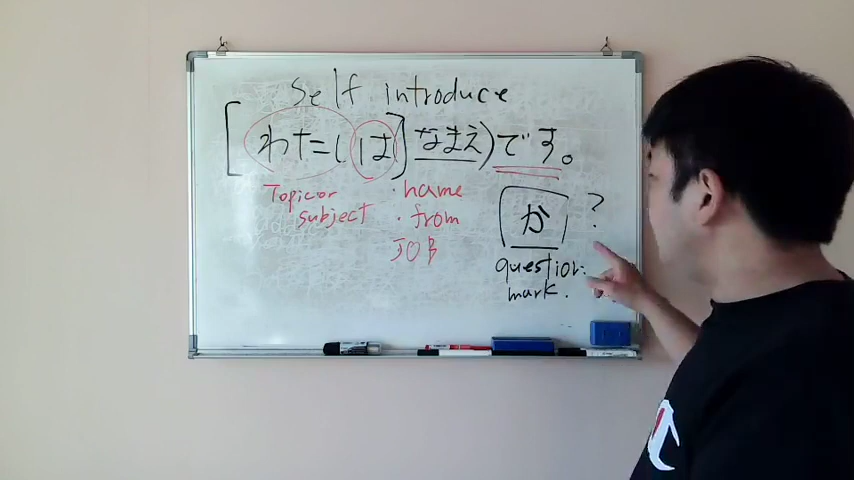 Self introduce
[わたしは]なまえ)です。
Topic or ・name
subject ・from
JOB
か ?
question
mark.